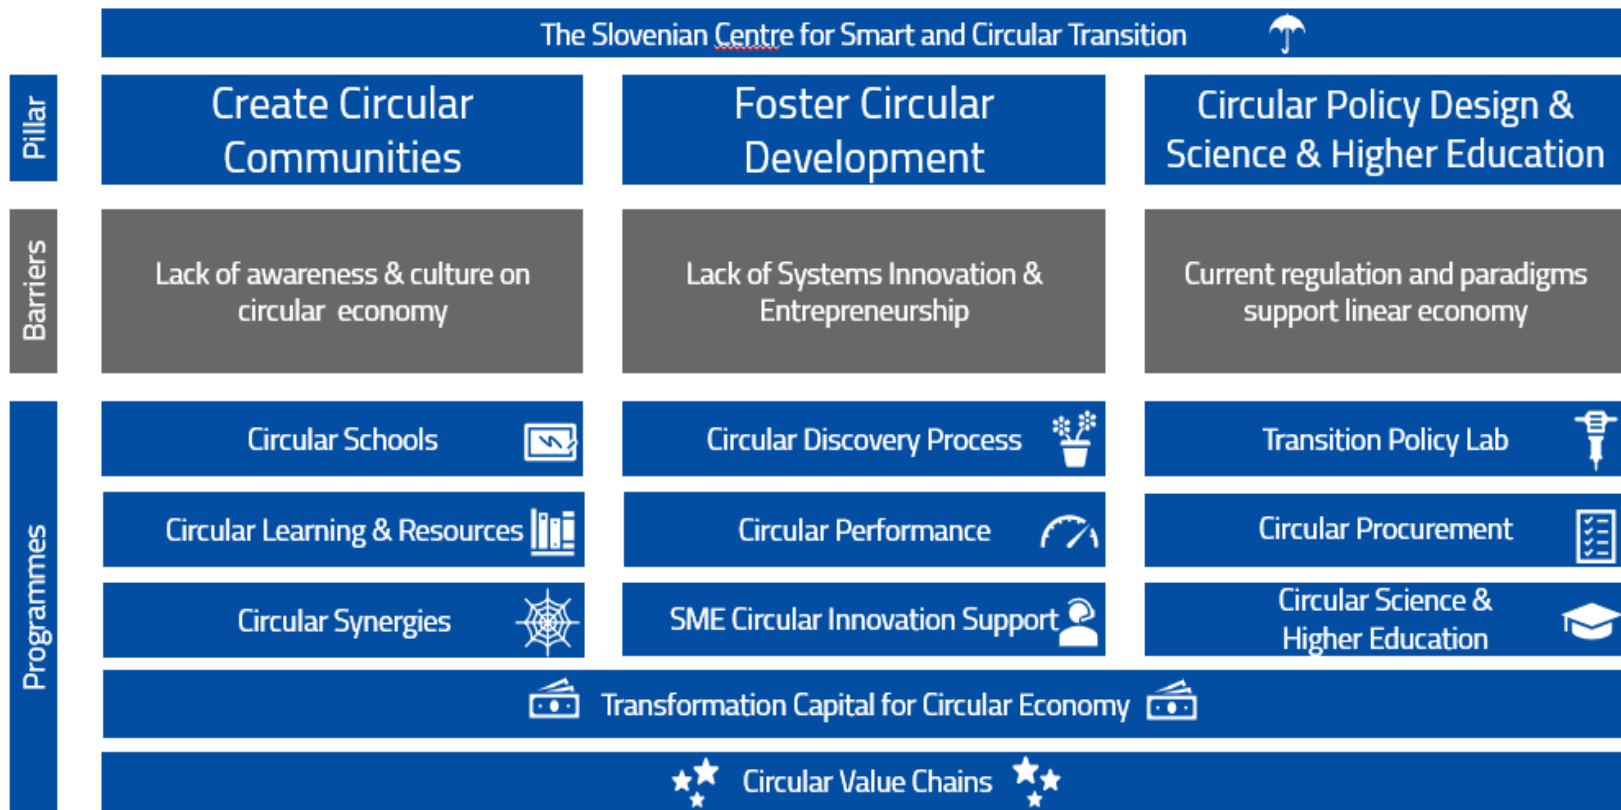 The Slovenian Centre for Smart and Circular Transition
Pillar
Create Circular
Communities
Foster Circular
Development
Circular Policy Design &
Science & Higher Education
Barriers
Lack of awareness & culture on
circular economy
Lack of Systems Innovation &
Entrepreneurship
Current regulation and paradigms
support linear economy
Programmes
Circular Schools
Circular Discovery Process
Transition Policy Lab
Circular Learning & Resources
Circular Performance
Circular Procurement
Circular Synergies
SME Circular Innovation Support
Circular Science &
Higher Education
Transformation Capital for Circular Economy
Circular Value Chains